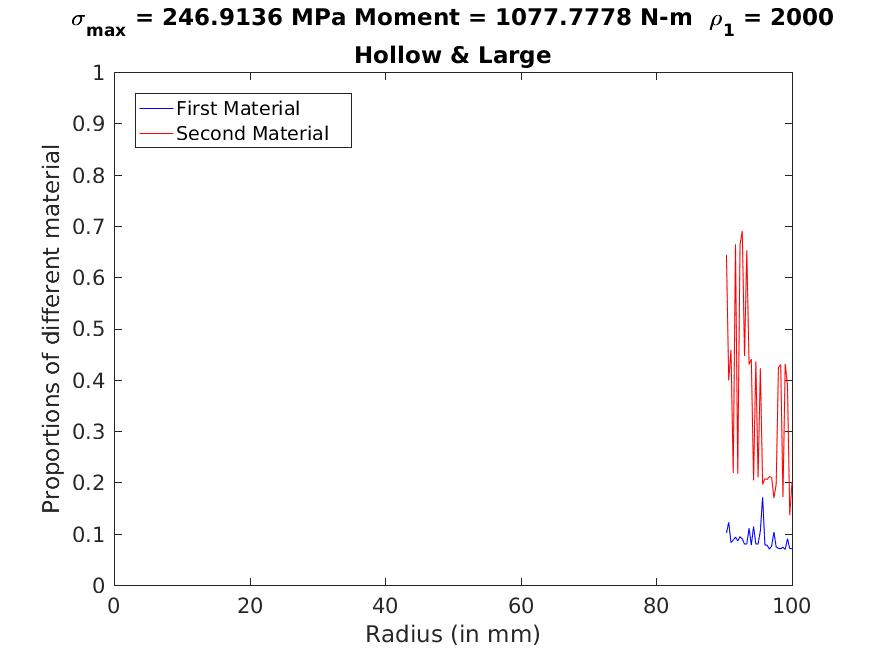 σmax = 246.9136 MPa Moment = 1077.7778 N-m ρ1 = 2000
Hollow & Large
First Material
Second Material
1
0.9
0.8
0.7
0.6
0.5
0.4
0.3
0.2
0.1
0
Proportions of different material
0 20 40 60 80 100
Radius (in mm)